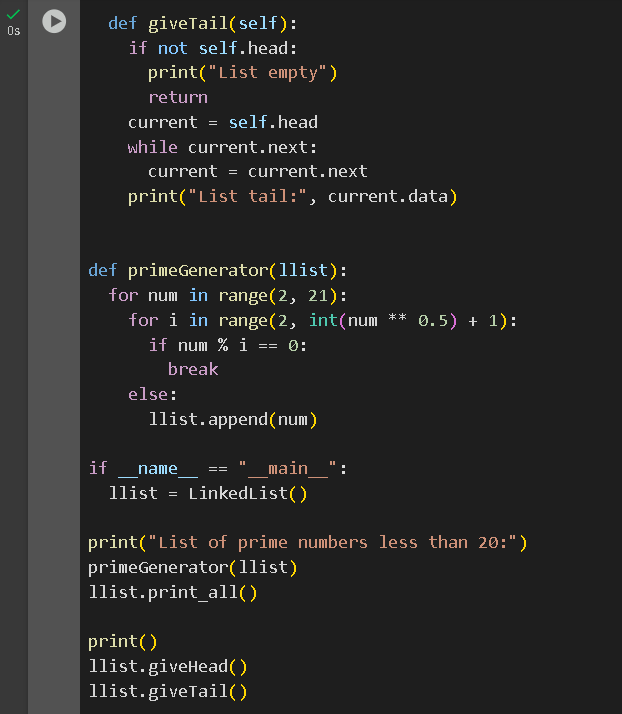 0s
def giveTail(self):
if not self.head:
print("List empty")
return
current = self.head
while current.next:
current = current.next
print("List tail:", current.data)
def primeGenerator(llist):
for num in range(2, 21):
for i in range(2, int(num ** 0.5) + 1):
if num % i == 0:
break
else:
llist.append(num)
if __name__ == "__main__":
llist = LinkedList()
print("List of prime numbers less than 20:")
primeGenerator(llist)
llist.print_all()
print()
llist.giveHead()
llist.giveTail()